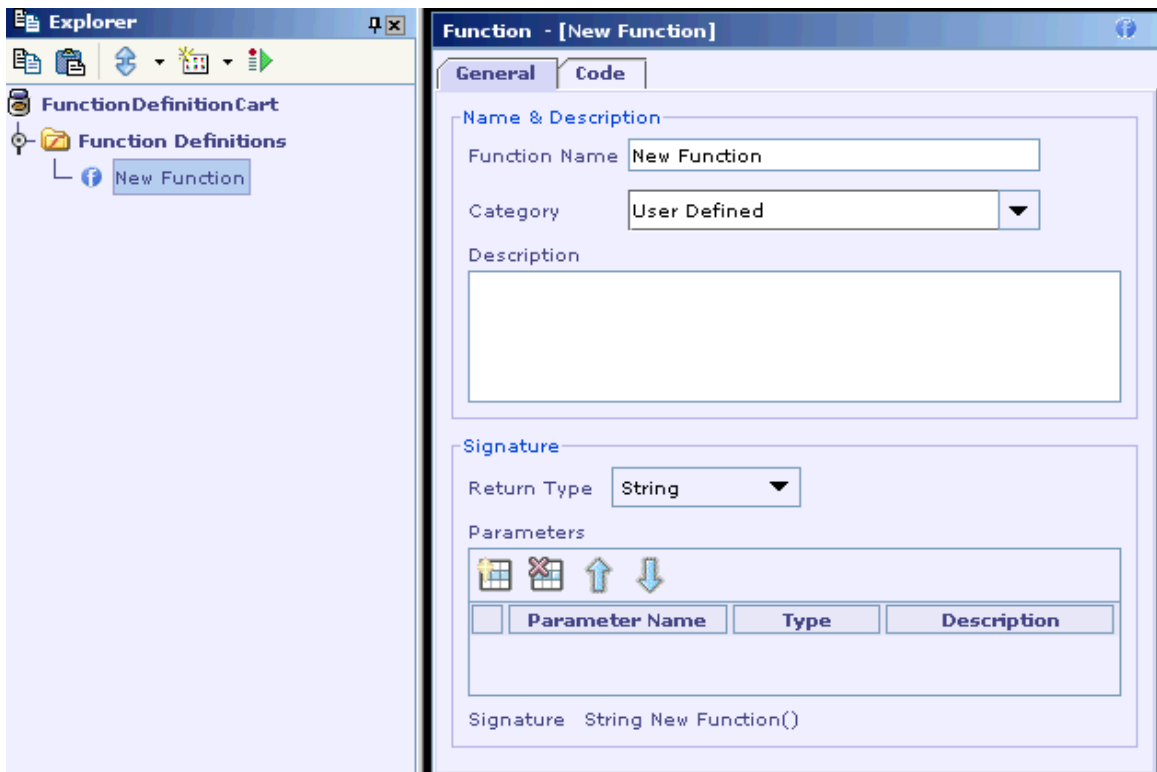 Explorer
FunctionDefinitionCart
Function Definitions
New Function
Function - [New Function]
General Code
Name & Description
Function Name New Function
Category User Defined
Description
Signature
Return Type String
Parameters
Parameter Name Type Description
Signature String New Function()